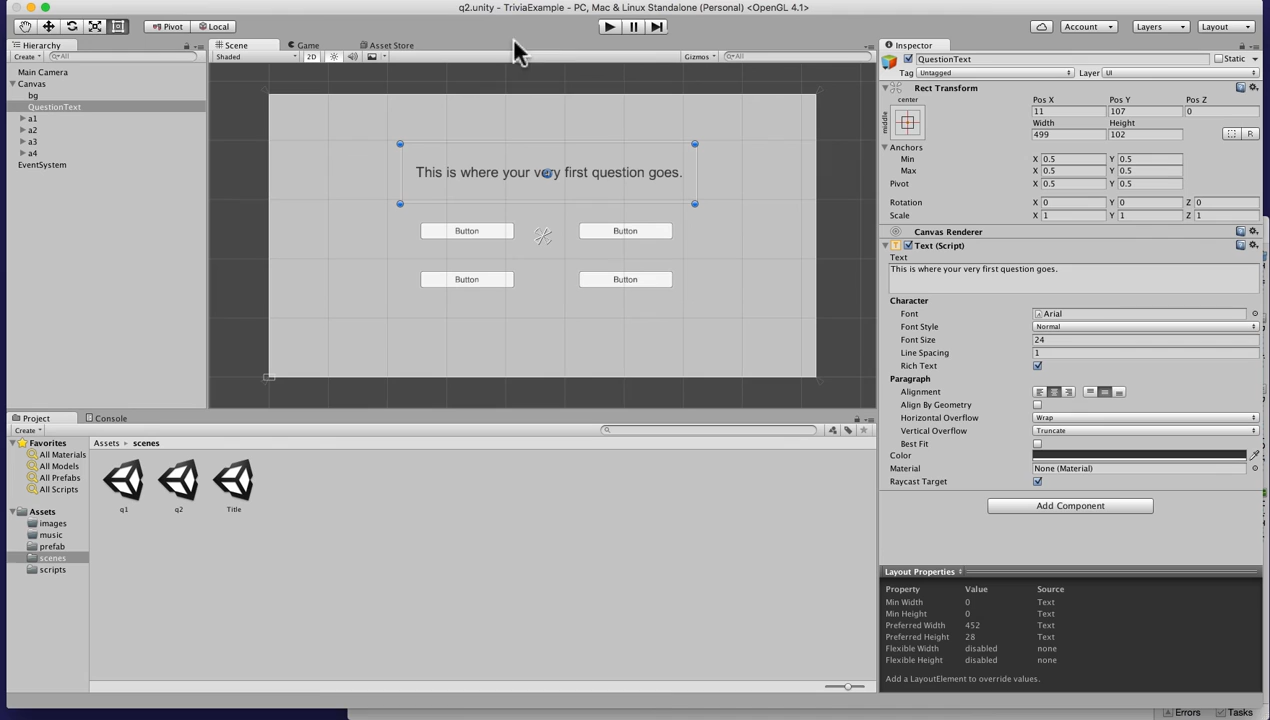 q2.unity - TriviaExample - PC, Mac & Linux Standalone (Personal) <OpenGL 4.1>
Pivot Local Account Layers Layout
Hierarchy
Create All
Main Camera
Canvas
bg
QuestionText
a1
a2
a3
a4
EventSystem
Scene Game Asset Store
Shaded 2D Gizmos All
This is where your very first question goes.
Button Button
Button Button
Inspector
QuestionText Static
Tag Untagged Layer UI
Rect Transform
center
middle
Pos X Pos Y Pos Z
11 107 0
Width Height
499 102
R
Anchors
Min X 0.5 Y 0.5
Max X 0.5 Y 0.5
Pivot X 0.5 Y 0.5
Rotation X 0 Y 0 Z 0
Scale X 1 Y 1 Z 1
Canvas Renderer
Text (Script)
Text
This is where your very first question goes.
Character
Font Arial
Font Style Normal
Font Size 24
Line Spacing 1
Rich Text
Paragraph
Alignment
Align By Geometry
Horizontal Overflow Wrap
Vertical Overflow Truncate
Best Fit
Color
Material None (Material)
Raycast Target
Add Component
Layout Properties
Property Value Source
Min Width 0 Text
Min Height 0 Text
Preferred Width 452 Text
Preferred Height 28 Text
Flexible Width disabled none
Flexible Height disabled none
Add a LayoutElement to override values.
Project Console
Create
Favorites
All Materials
All Models
All Prefabs
All Scripts
Assets
images
music
prefab
scenes
scripts
Assets scenes
q1 q2 Title
Errors Tasks